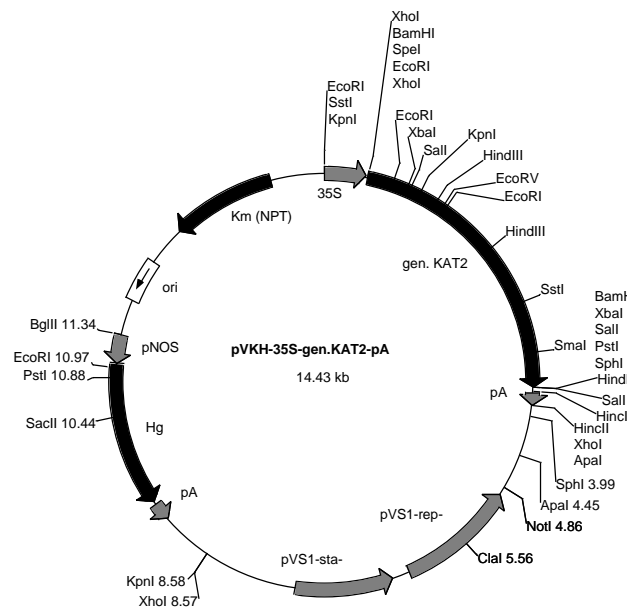 XhoI
BamHI
SpeI
EcoRI
XhoI
EcoRI
SstI
KpnI
EcoRI
XbaI
SalI
KpnI
HindIII
EcoRV
EcoRI
35S
Km (NPT)
HindIII
gen. KAT2
ori
SstI
BamH
XbaI
SalI
PstI
SphI
HindI
SalI
HincI
BglII 11.34
pNOS
pVKH-35S-gen.KAT2-pA
SmaI
EcoRI 10.97
PstI 10.88
14.43 kb
pA
SacII 10.44
Hg
HincII
XhoI
ApaI
SphI 3.99
ApaI 4.45
pA
pVS1-rep-
NotI 4.86
pVS1-sta-
ClaI 5.56
KpnI 8.58
XhoI 8.57